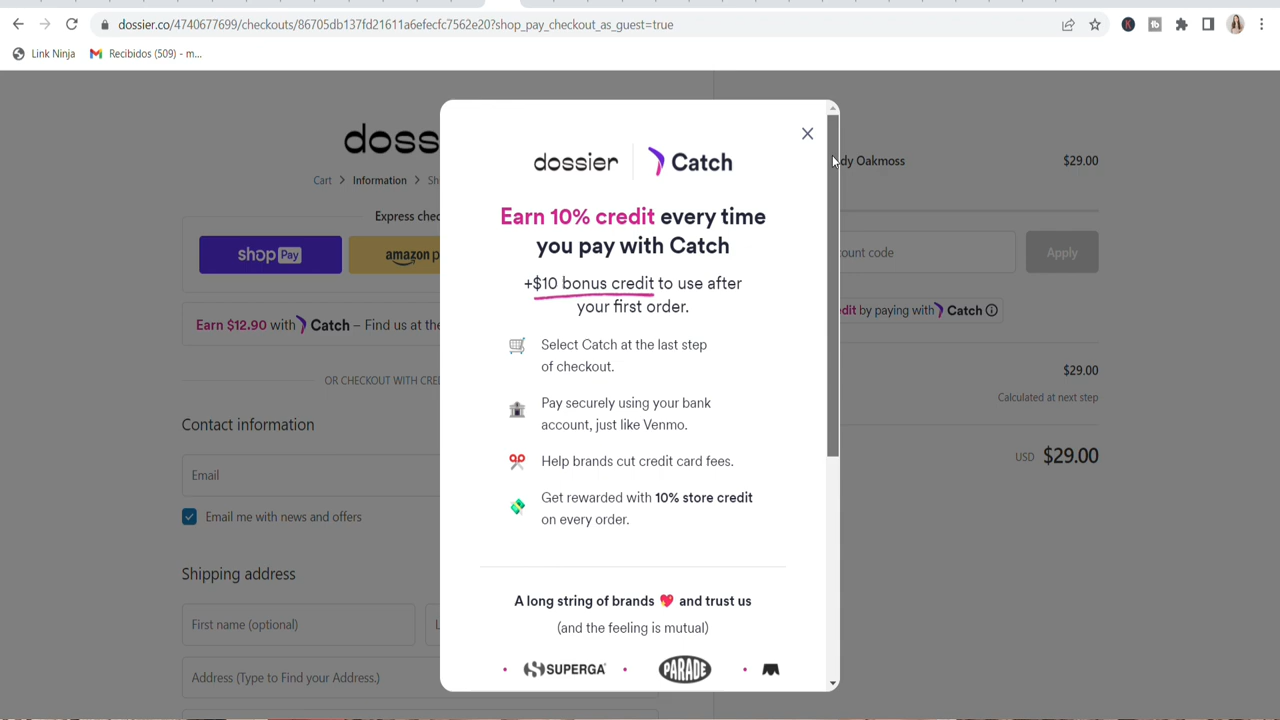 dossier.co/4740677699/checkouts/86705db137fd21611a6efecfc7562e20?shop_pay_checkout_as_guest=true
Link Ninja
Recibidos (509) - m...
doss
Cart > Information > Sh
Express chec
shop Pay
amazon p
Earn $12.90 with Catch – Find us at the
OR CHECKOUT WITH CRE
Contact information
Email
Email me with news and offers
Shipping address
First name (optional)
L
Address (Type to Find your Address.)
dossier
Catch
Earn 10% credit every time
you pay with Catch
+$10 bonus credit to use after
your first order.
Select Catch at the last step
of checkout.
Pay securely using your bank
account, just like Venmo.
Help brands cut credit card fees.
Get rewarded with 10% store credit
on every order.
A long string of brands 💖 and trust us
(and the feeling is mutual)
SUPERGA
PARADE
dy Oakmoss
$29.00
ount code
Apply
edit by paying with Catch
$29.00
Calculated at next step
USD $29.00